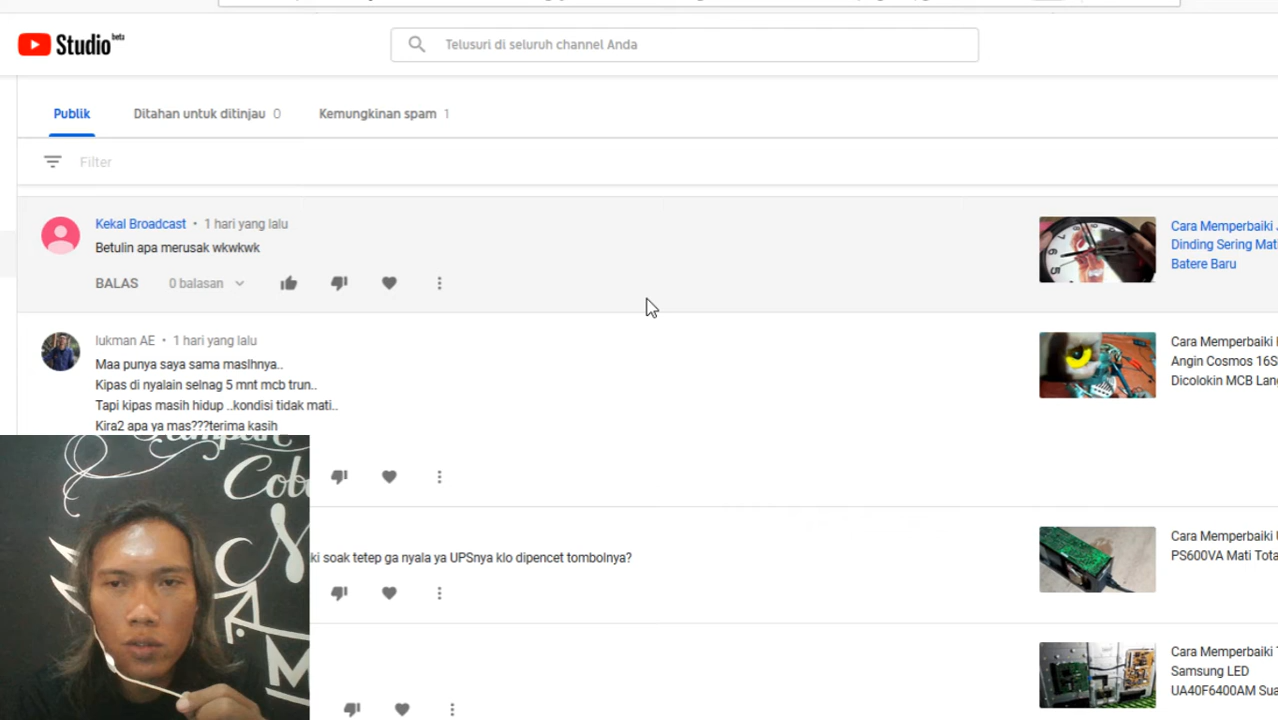 Studio beta
Telusuri di seluruh channel Anda
Publik
Ditahan untuk ditinjau 0
Kemungkinan spam 1
Filter
Kekal Broadcast • 1 hari yang lalu
Betulin apa merusak wkwkwk
BALAS 0 balasan
Cara Memperbaiki
Dinding Sering Mati
Batere Baru
lukman AE • 1 hari yang lalu
Maa punya saya sama maslhnya..
Kipas di nyalain selnag 5 mnt mcb trun..
Tapi kipas masih hidup ..kondisi tidak mati..
Kira2 apa ya mas???terima kasih
Cara Memperbaiki
Angin Cosmos 16S
Dicolokin MCB Lang
soak tetep ga nyala ya UPSnya klo dipencet tombolnya?
Cara Memperbaiki
PS600VA Mati Tota
Cara Memperbaiki
Samsung LED
UA40F6400AM Sua